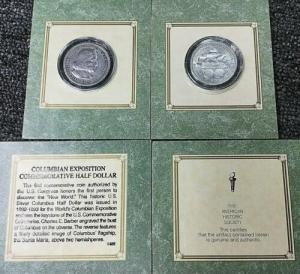 COLUMBIAN EXPOSITION
COMMEMORATIVE HALF DOLLAR
The first commemorative coin authorized by
the U.S. Congress honors the first person to
discover the "New World." This historic U.S.
Silver Columbus Half Dollar was issued in
1892-1893 for the World's Columbian Exposition
and was the keystone of the U.S. Commemorative
Coins. Charles E. Barber engraved the bust
of Columbus on the obverse. The reverse features
a finely detailed image of Columbus' flagship,
the Santa Maria, above two hemispheres.
THE
AMERICAN
HISTORIC
SOCIETY
This certifies
that the artifact contained herein
is genuine and authentic.